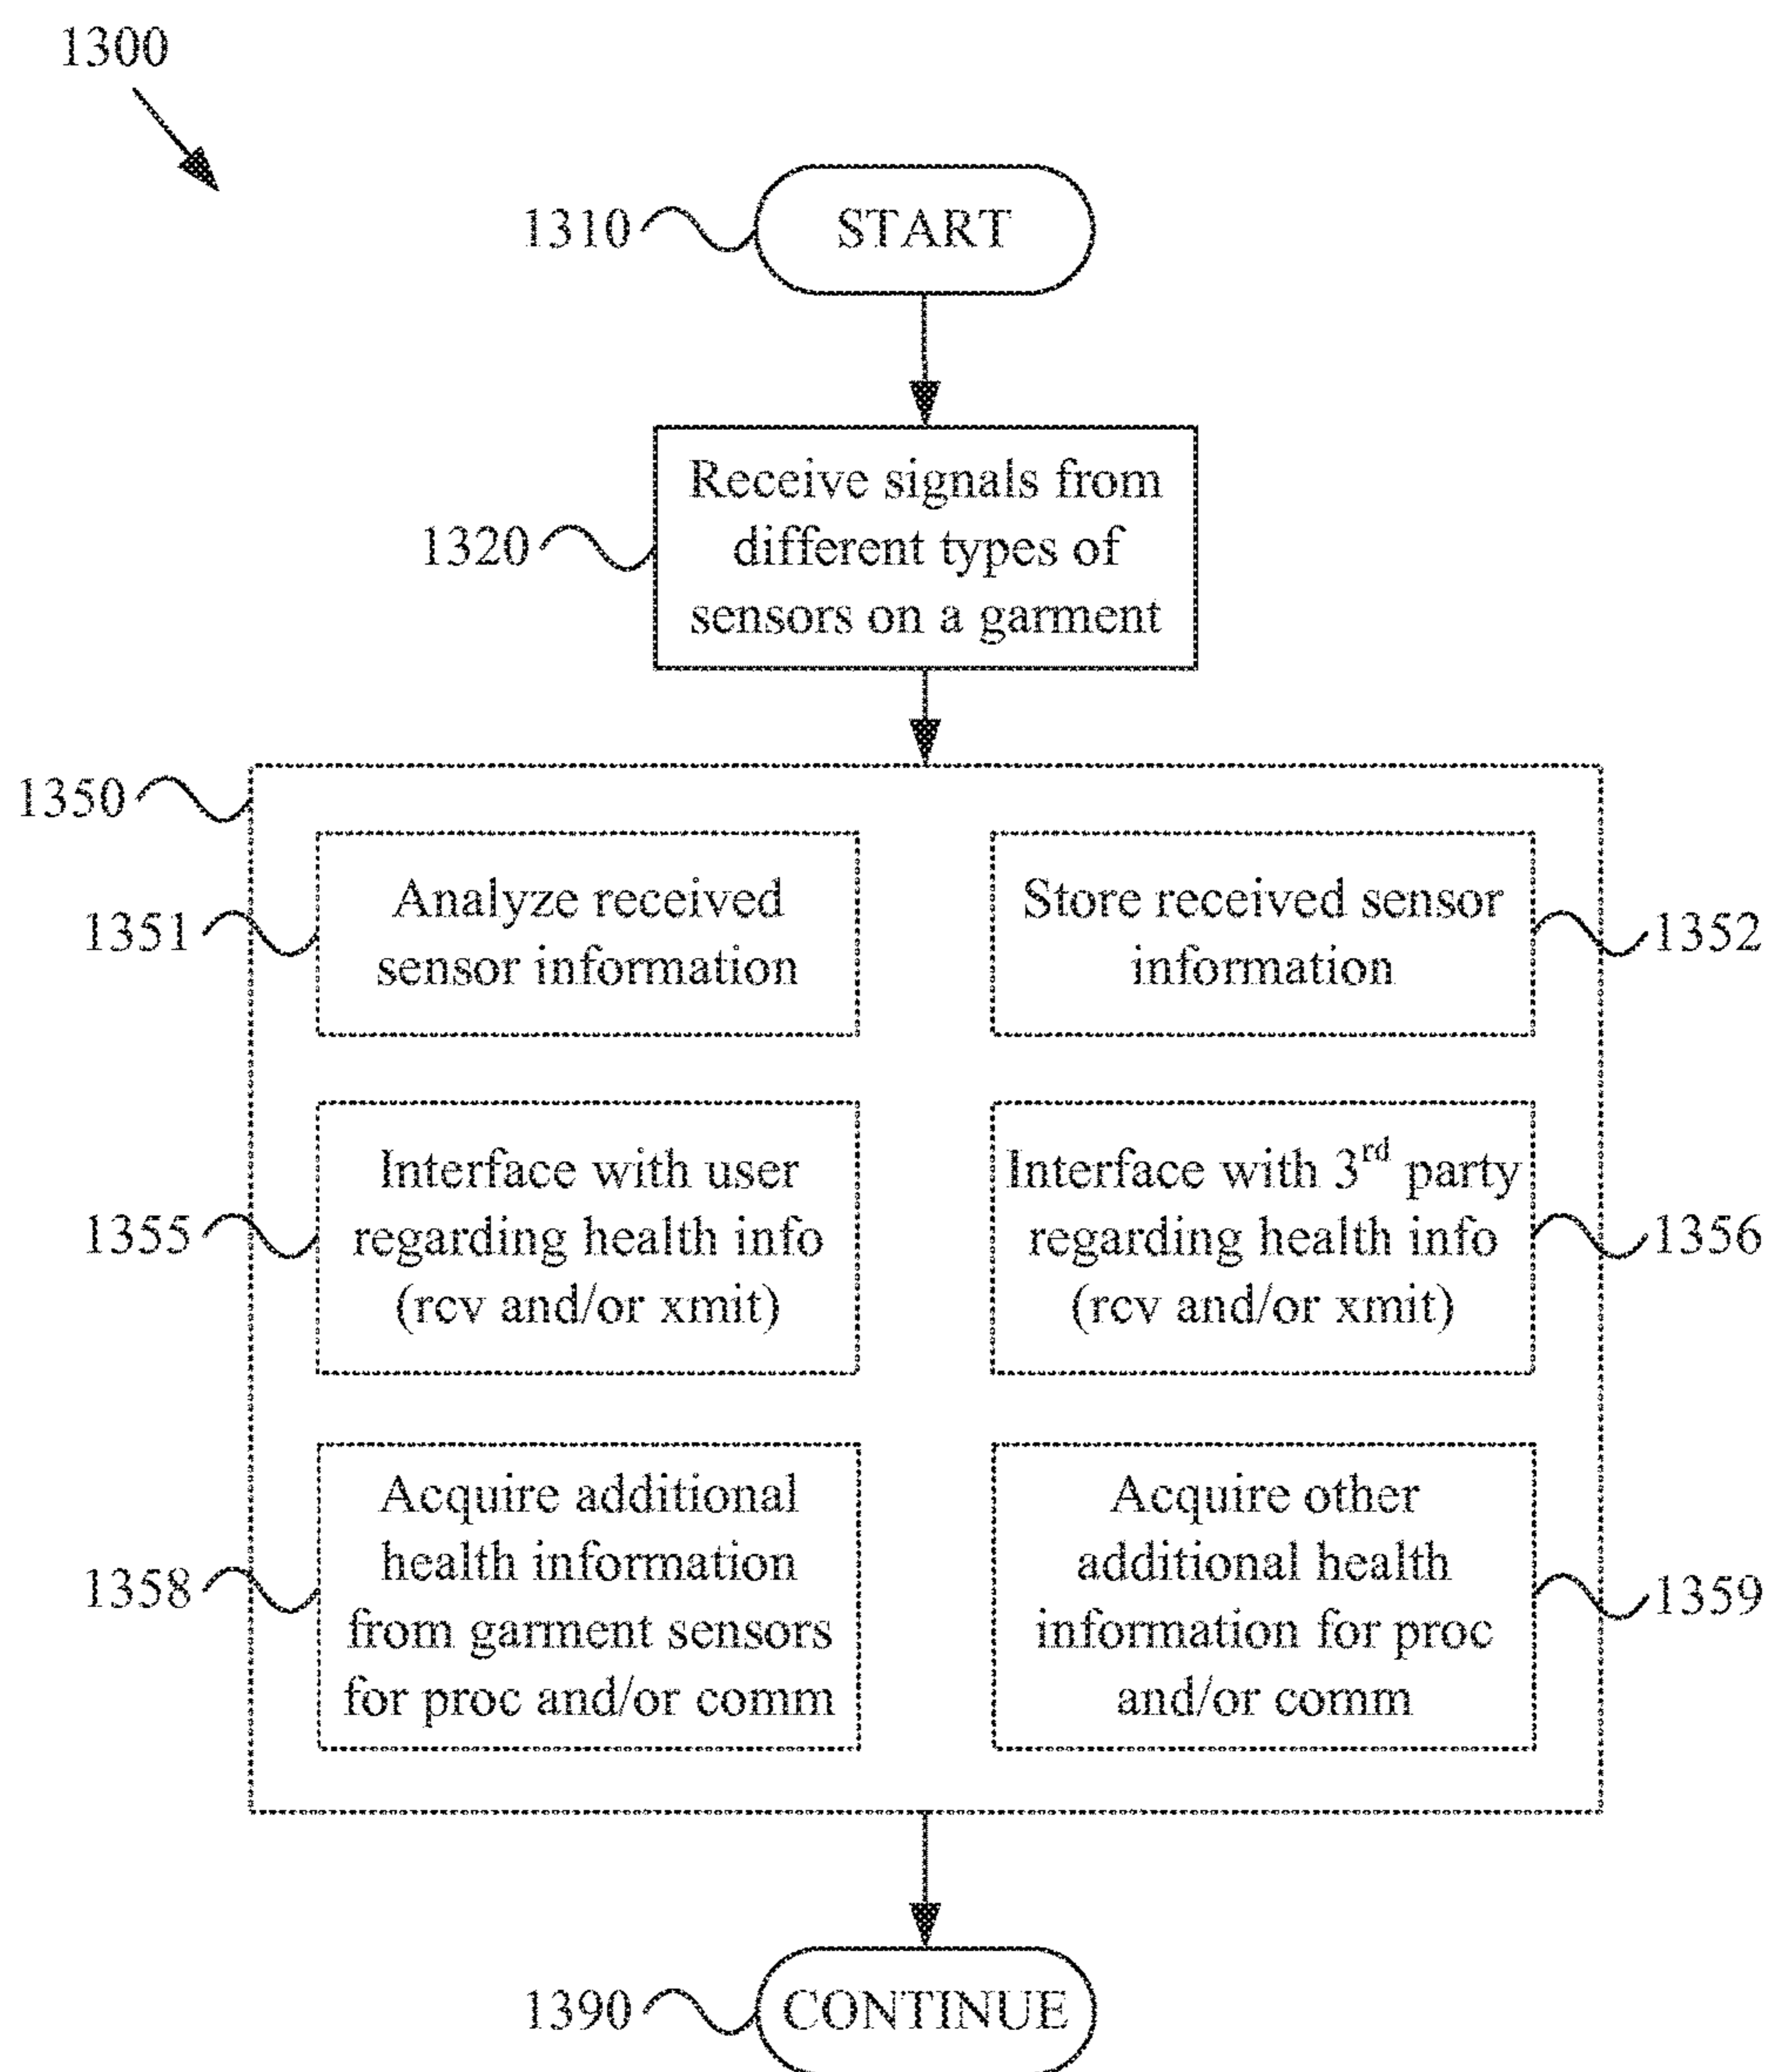 1300
1310
START
1320
Receive signals from
different types of
sensors on a garment
1350
1351
Analyze received
sensor information
Store received sensor
information
1352
1355
Interface with user
regarding health info
(rcv and/or xmit)
Interface with 3rd party
regarding health info
(rcv and/or xmit)
1356
1358
Acquire additional
health information
from garment sensors
for proc and/or comm
Acquire other
additional health
information for proc
and/or comm
1359
1390
CONTINUE